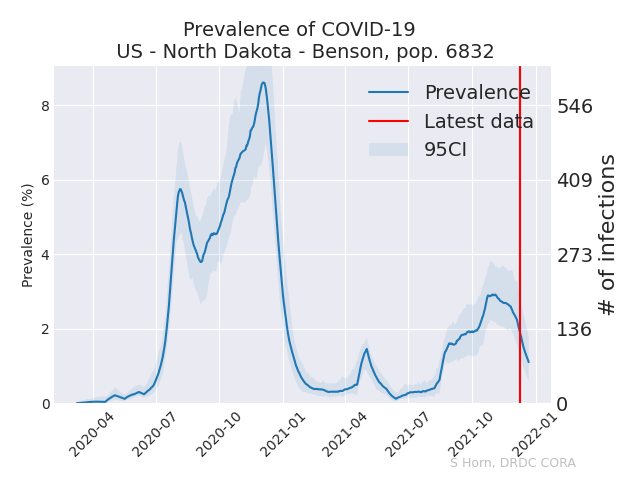 Prevalence of COVID-19
US - North Dakota - Benson, pop. 6832
Prevalence
Latest data
95CI
8
6
4
2
0
Prevalence (%)
546
409
273
136
0
# of infections
2020-04
2020-07
2020-10
2021-01
2021-04
2021-07
2021-10
2022-01
S Horn, DRDC CORA